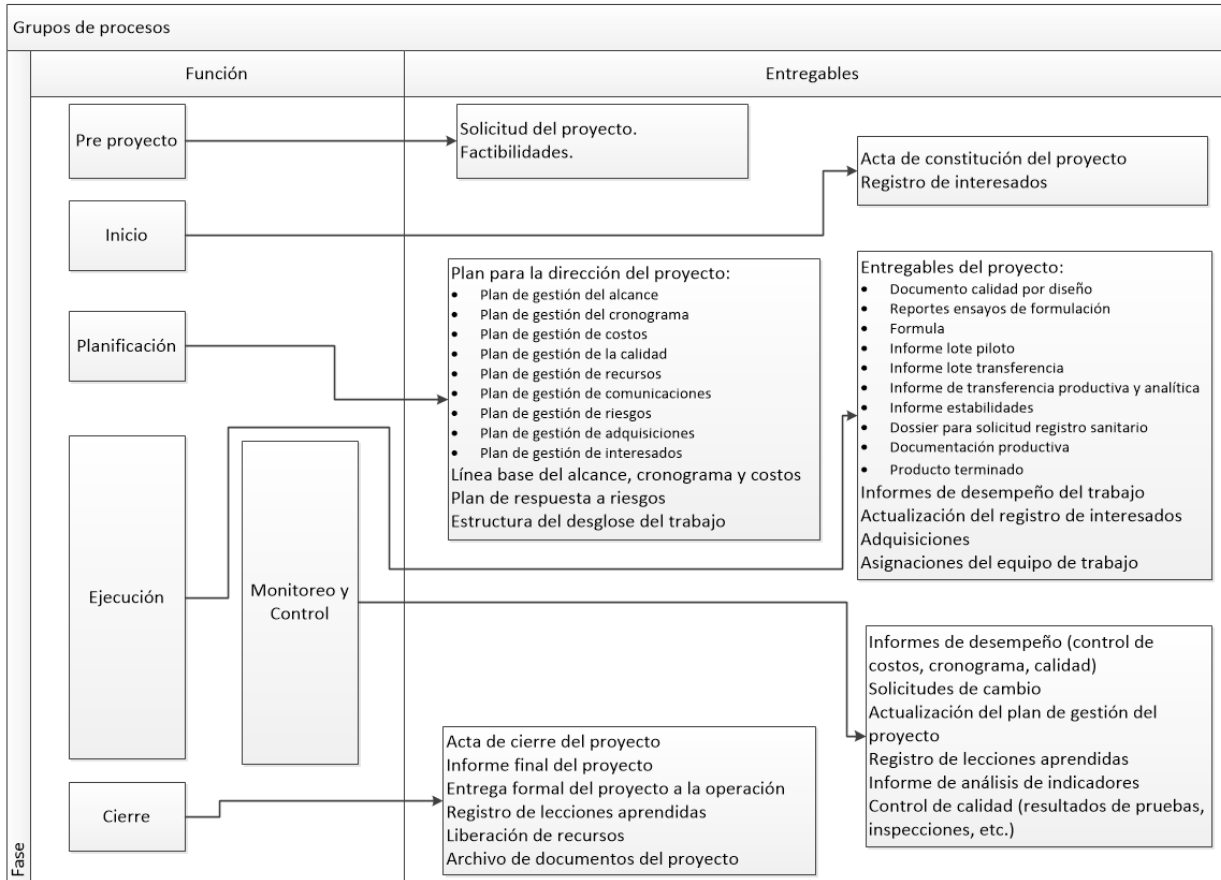 Grupos de procesos
Función
Entregables
Fase
Pre proyecto
Solicitud del proyecto.
Factibilidades.
Inicio
Acta de constitución del proyecto
Registro de interesados
Planificación
Plan para la dirección del proyecto:
• Plan de gestión del alcance
• Plan de gestión del cronograma
• Plan de gestión de costos
• Plan de gestión de la calidad
• Plan de gestión de recursos
• Plan de gestión de comunicaciones
• Plan de gestión de riesgos
• Plan de gestión de adquisiciones
• Plan de gestión de interesados
Línea base del alcance, cronograma y costos
Plan de respuesta a riesgos
Estructura del desglose del trabajo
Ejecución
Entregables del proyecto:
• Documento calidad por diseño
• Reportes ensayos de formulación
• Formula
• Informe lote piloto
• Informe lote transferencia
• Informe de transferencia productiva y analítica
• Informe estabilidades
• Dossier para solicitud registro sanitario
• Documentación productiva
• Producto terminado
Informes de desempeño del trabajo
Actualización del registro de interesados
Adquisiciones
Asignaciones del equipo de trabajo
Monitoreo y
Control
Informes de desempeño (control de
costos, cronograma, calidad)
Solicitudes de cambio
Actualización del plan de gestión del
proyecto
Registro de lecciones aprendidas
Informe de análisis de indicadores
Control de calidad (resultados de pruebas,
inspecciones, etc.)
Cierre
Acta de cierre del proyecto
Informe final del proyecto
Entrega formal del proyecto a la operación
Registro de lecciones aprendidas
Liberación de recursos
Archivo de documentos del proyecto